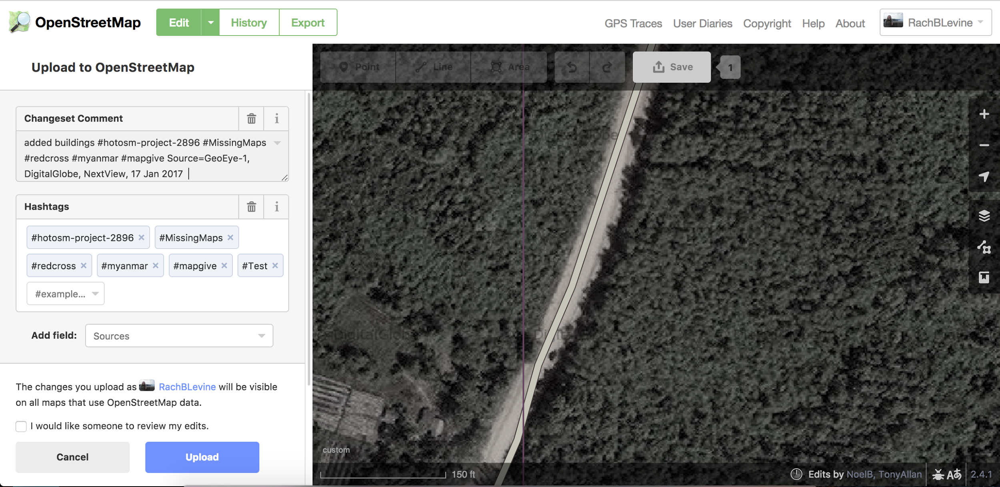 OpenStreetMap
Edit
History
Export
GPS Traces
User Diaries
Copyright
Help
About
RachBLevine
Upload to OpenStreetMap
Point
Line
Area
Save
1
Changeset Comment
added buildings #hotosm-project-2896 #MissingMaps
#redcross #myanmar #mapgive Source=GeoEye-1,
DigitalGlobe, NextView, 17 Jan 2017
Hashtags
#hotosm-project-2896
#MissingMaps
#redcross
#myanmar
#mapgive
#Test
#example...
Add field:
Sources
The changes you upload as RachBLevine will be visible
on all maps that use OpenStreetMap data.
I would like someone to review my edits.
Cancel
Upload
custom
150 ft
Edits by NoelB, TonyAllan
Aあ
2.4.1